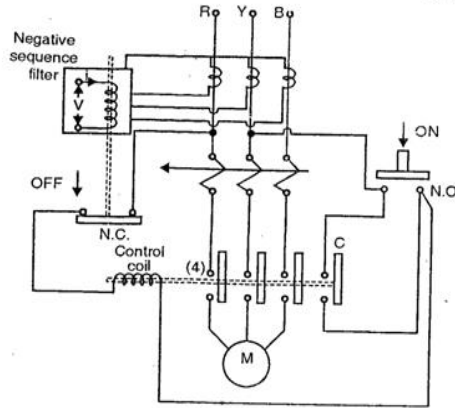 R Y B
Negative
sequence
filter
V
ON
OFF
N.O
N.C.
Control
coil
(4)
C
M